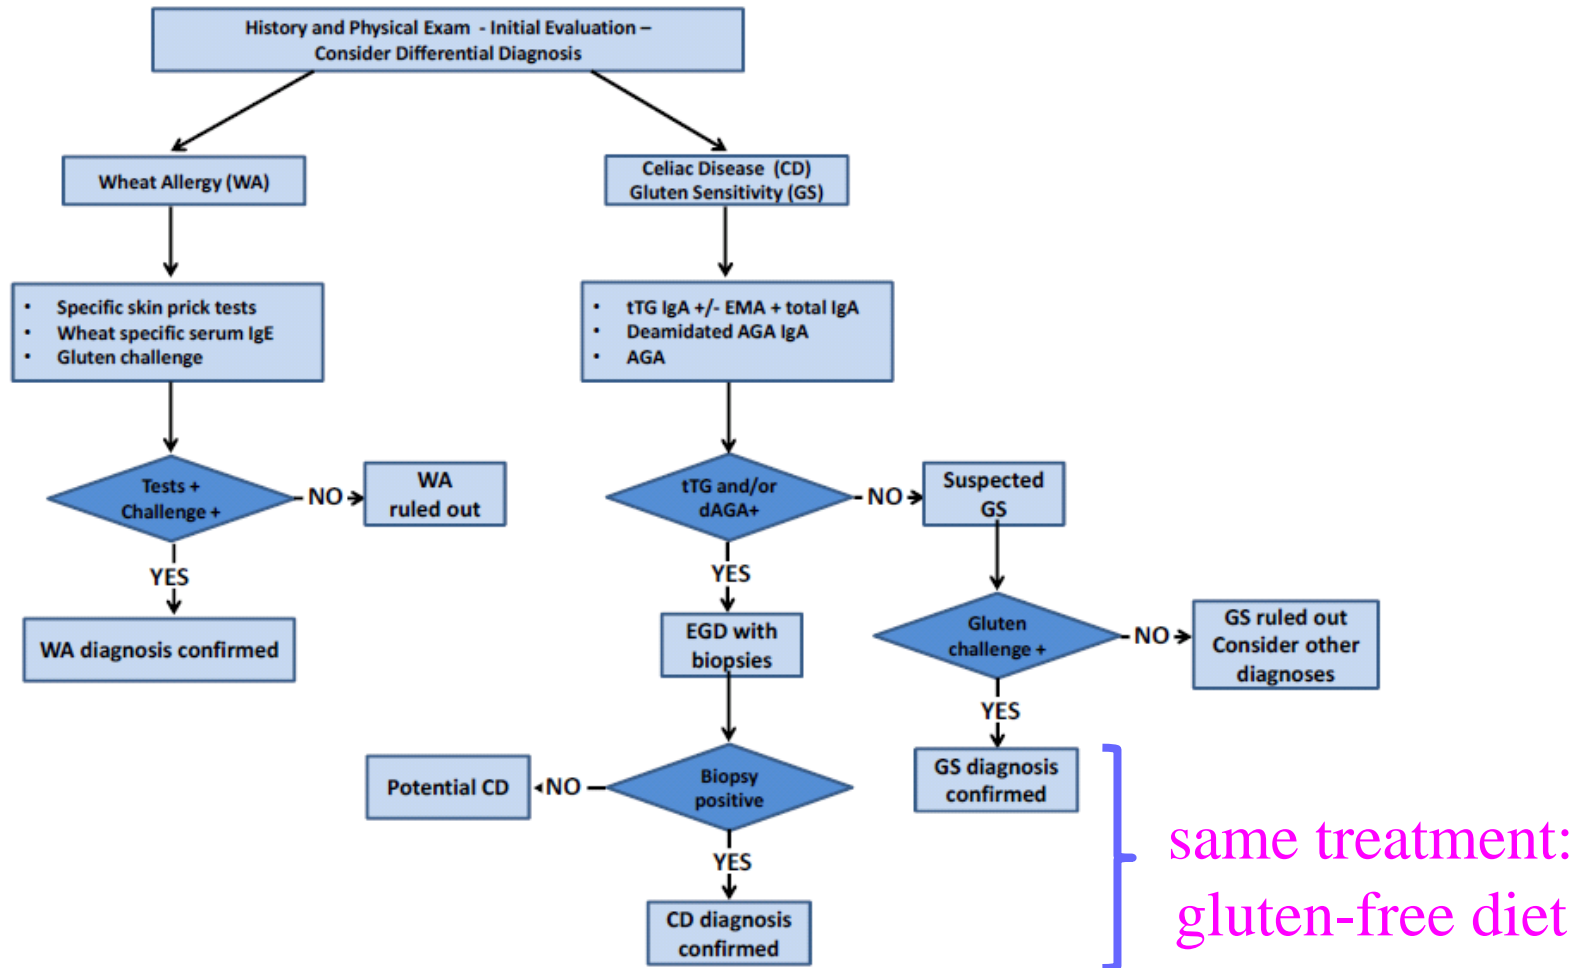 History and Physical Exam - Initial Evaluation –
Consider Differential Diagnosis
Wheat Allergy (WA)
Celiac Disease (CD)
Gluten Sensitivity (GS)
• Specific skin prick tests
• Wheat specific serum IgE
• Gluten challenge
• tTG IgA +/- EMA + total IgA
• Deamidated AGA IgA
• AGA
Tests +
Challenge +
NO
WA
ruled out
YES
WA diagnosis confirmed
tTG and/or
dAGA+
NO
Suspected
GS
YES
EGD with
biopsies
Gluten
challenge +
NO
GS ruled out
Consider other
diagnoses
YES
GS diagnosis
confirmed
Biopsy
positive
NO
Potential CD
YES
CD diagnosis
confirmed
same treatment:
gluten-free diet